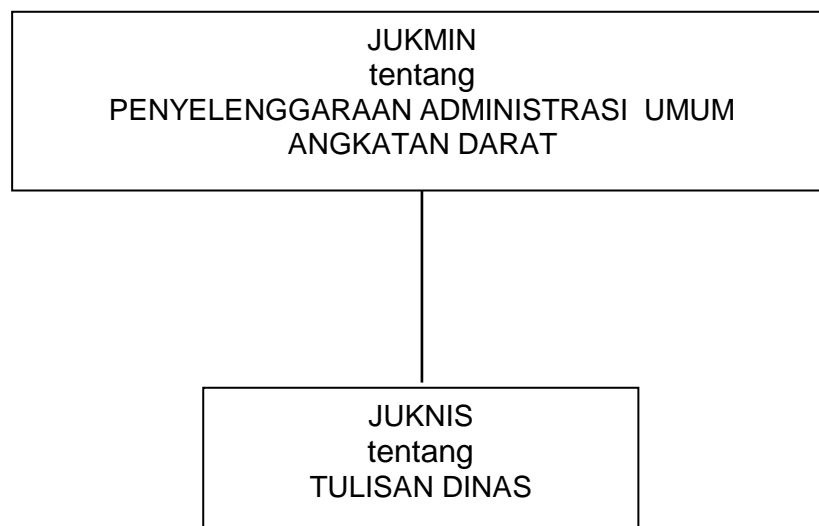 JUKMIN
tentang
PENYELENGGARAAN ADMINISTRASI UMUM
ANGKATAN DARAT
JUKNIS
tentang
TULISAN DINAS